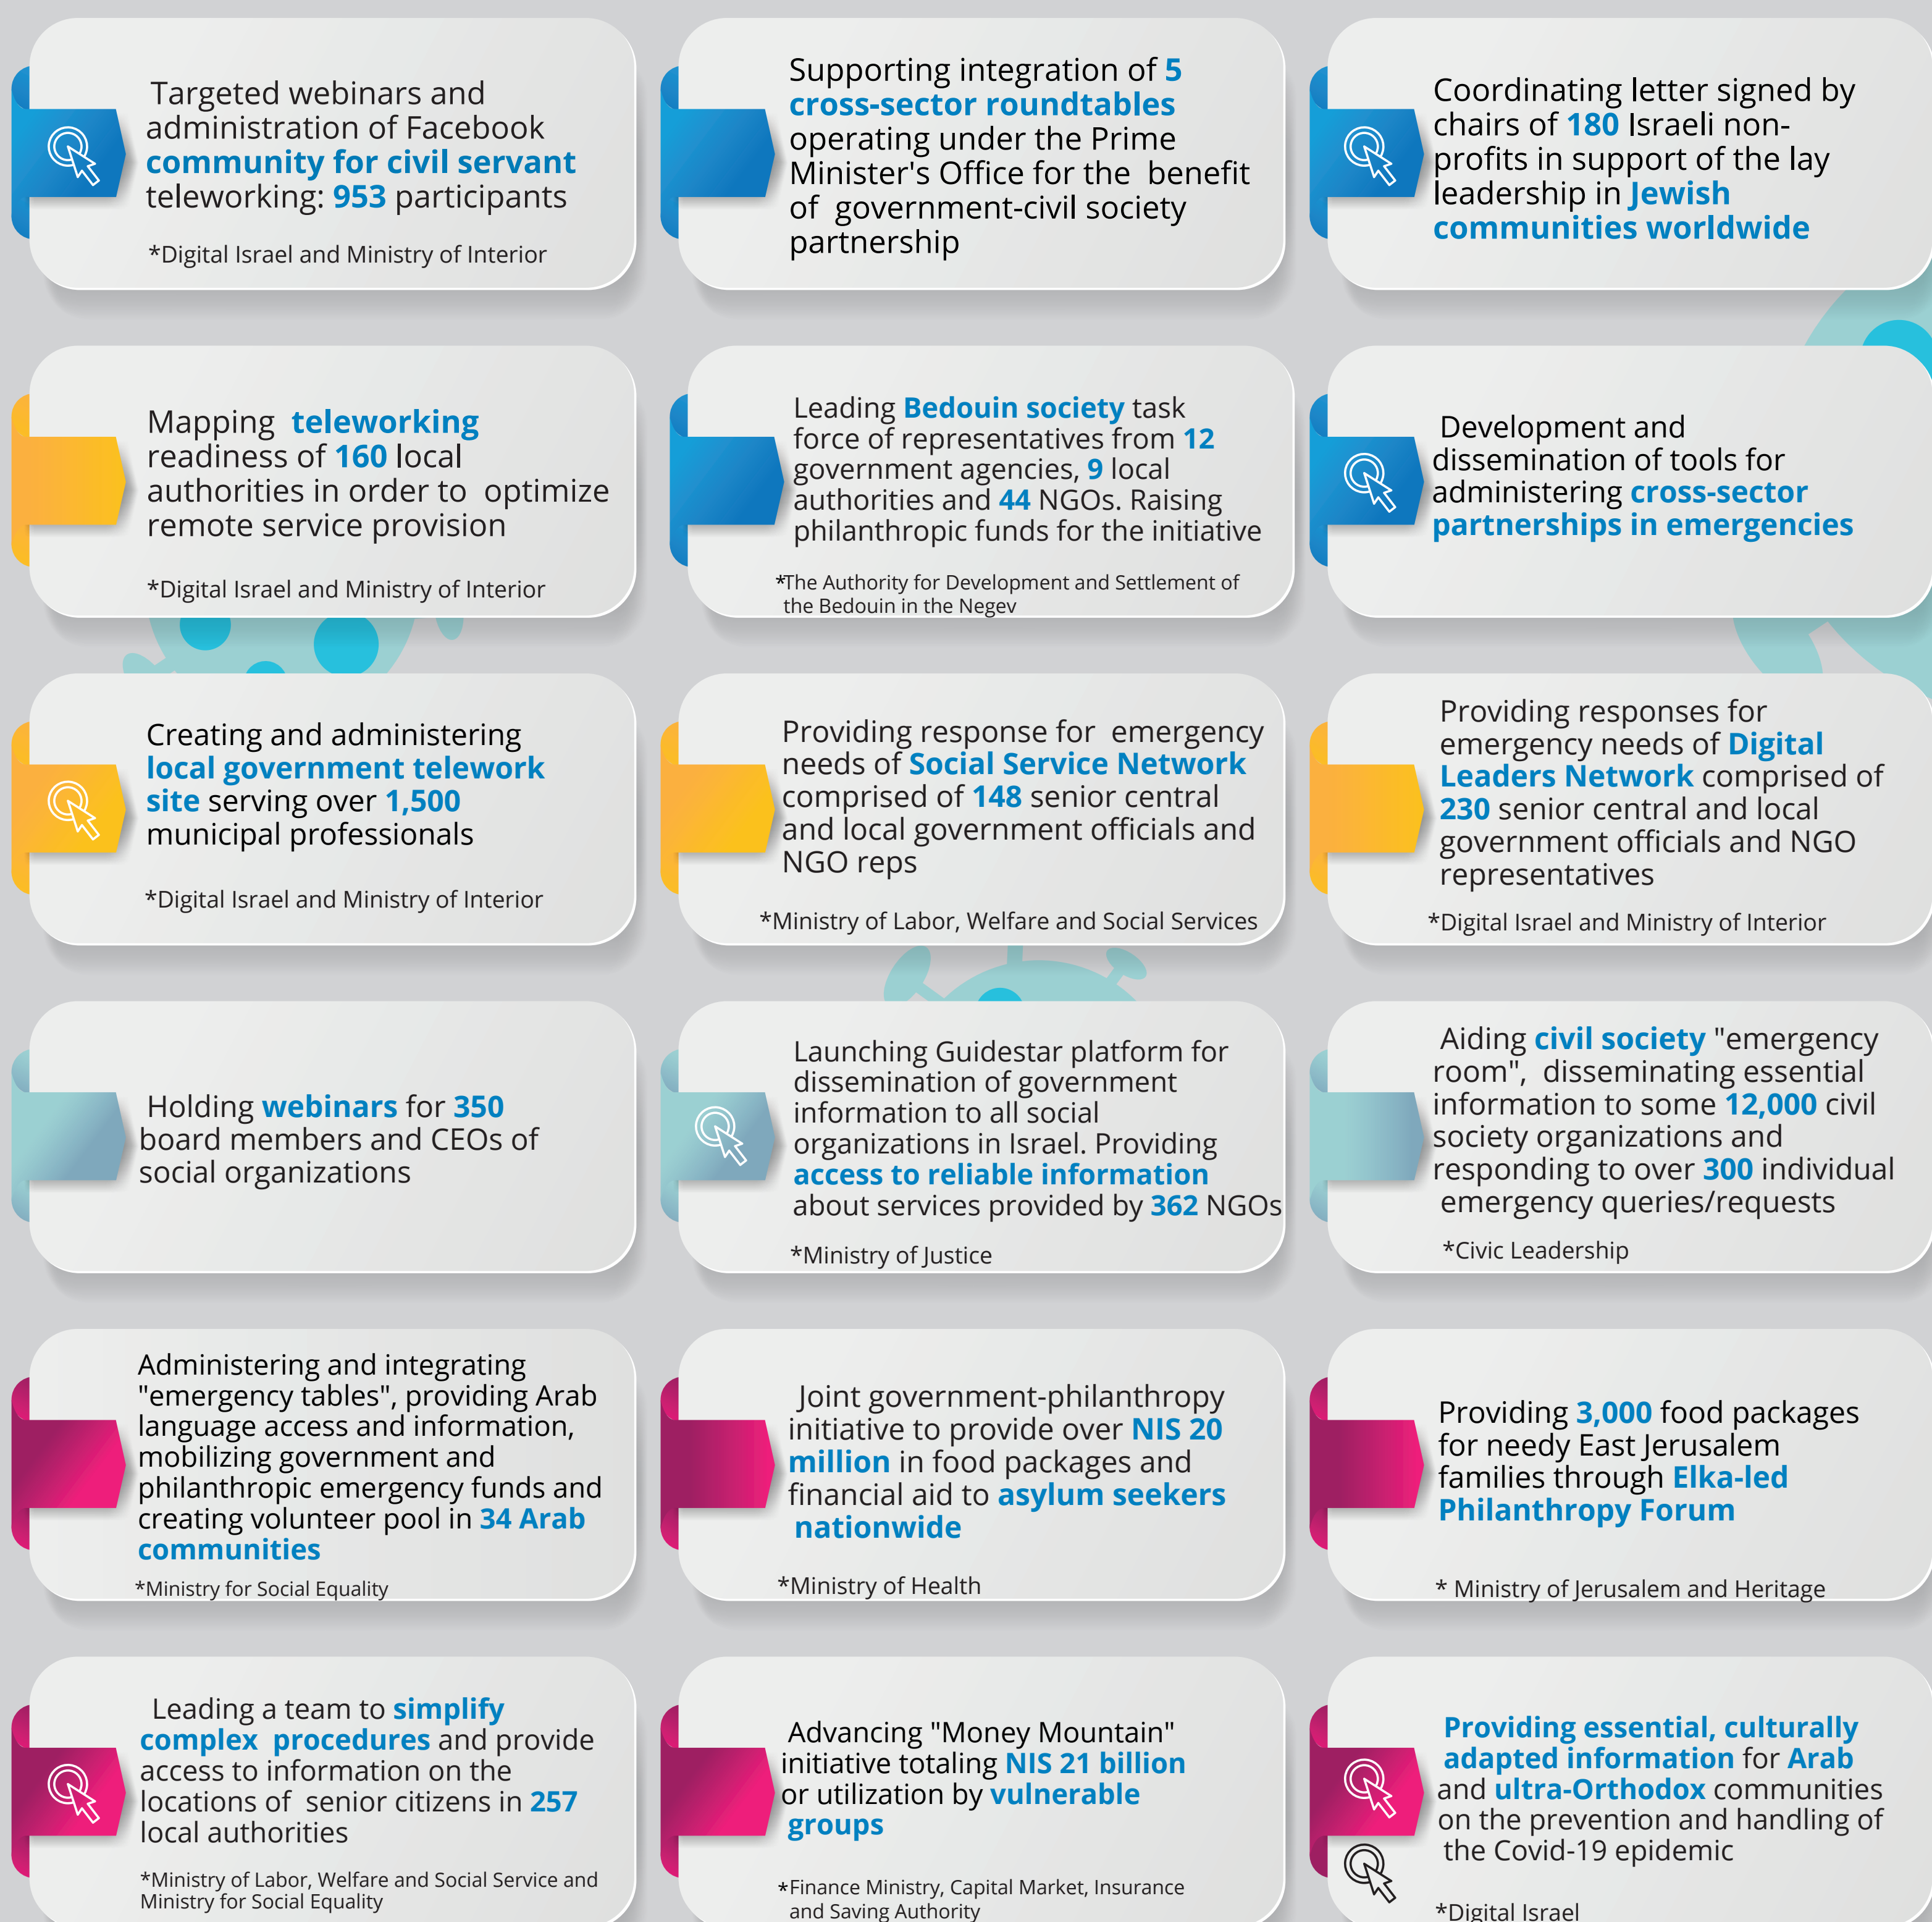 Targeted webinars and
administration of Facebook
community for civil servant
teleworking: 953 participants
*Digital Israel and Ministry of Interior
Supporting integration of 5
cross-sector roundtables
operating under the Prime
Minister's Office for the benefit
of government-civil society
partnership
Coordinating letter signed by
chairs of 180 Israeli non-
profits in support of the lay
leadership in Jewish
communities worldwide
Mapping teleworking
readiness of 160 local
authorities in order to optimize
remote service provision
*Digital Israel and Ministry of Interior
Leading Bedouin society task
force of representatives from 12
government agencies, 9 local
authorities and 44 NGOs. Raising
philanthropic funds for the initiative
*The Authority for Development and Settlement of
the Bedouin in the Negev
Development and
dissemination of tools for
administering cross-sector
partnerships in emergencies
Creating and administering
local government telework
site serving over 1,500
municipal professionals
*Digital Israel and Ministry of Interior
Providing response for emergency
needs of Social Service Network
comprised of 148 senior central
and local government officials and
NGO reps
*Ministry of Labor, Welfare and Social Services
Providing responses for
emergency needs of Digital
Leaders Network comprised of
230 senior central and local
government officials and NGO
representatives
*Digital Israel and Ministry of Interior
Holding webinars for 350
board members and CEOs of
social organizations
Launching Guidestar platform for
dissemination of government
information to all social
organizations in Israel. Providing
access to reliable information
about services provided by 362 NGOs
*Ministry of Justice
Aiding civil society "emergency
room", disseminating essential
information to some 12,000 civil
society organizations and
responding to over 300 individual
emergency queries/requests
*Civic Leadership
Administering and integrating
"emergency tables", providing Arab
language access and information,
mobilizing government and
philanthropic emergency funds and
creating volunteer pool in 34 Arab
communities
*Ministry for Social Equality
Joint government-philanthropy
initiative to provide over NIS 20
million in food packages and
financial aid to asylum seekers
nationwide
*Ministry of Health
Providing 3,000 food packages
for needy East Jerusalem
families through Elka-led
Philanthropy Forum
* Ministry of Jerusalem and Heritage
Leading a team to simplify
complex procedures and provide
access to information on the
locations of senior citizens in 257
local authorities
*Ministry of Labor, Welfare and Social Service and
Ministry for Social Equality
Advancing "Money Mountain"
initiative totaling NIS 21 billion
or utilization by vulnerable
groups
*Finance Ministry, Capital Market, Insurance
and Saving Authority
Providing essential, culturally
adapted information for Arab
and ultra-Orthodox communities
on the prevention and handling of
the Covid-19 epidemic
*Digital Israel